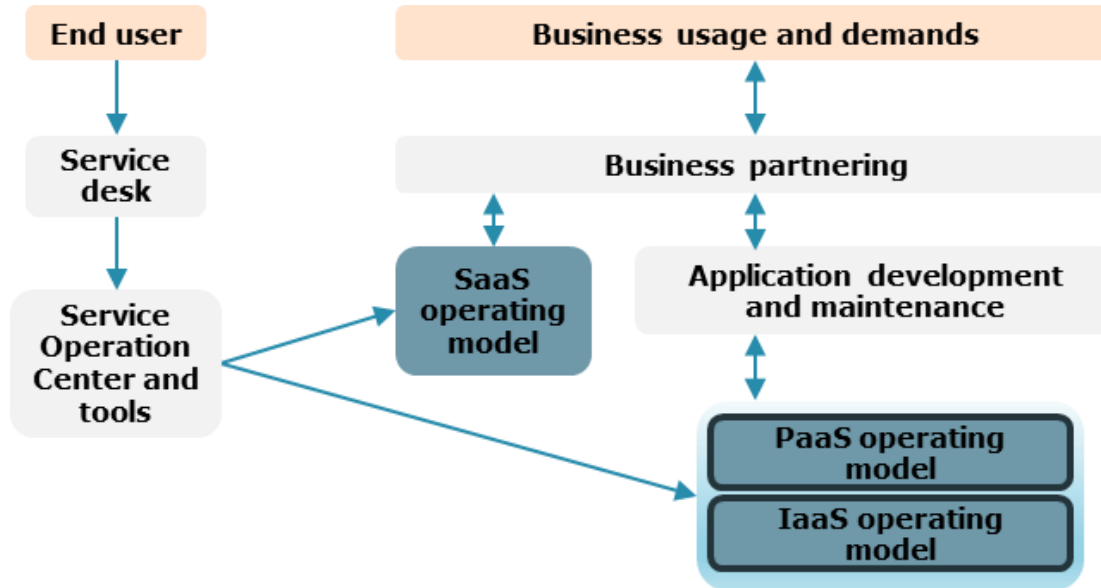 End user
Business usage and demands
Service
desk
Business partnering
Service
Operation
Center and
tools
SaaS
operating
model
Application development
and maintenance
PaaS operating
model
IaaS operating
model